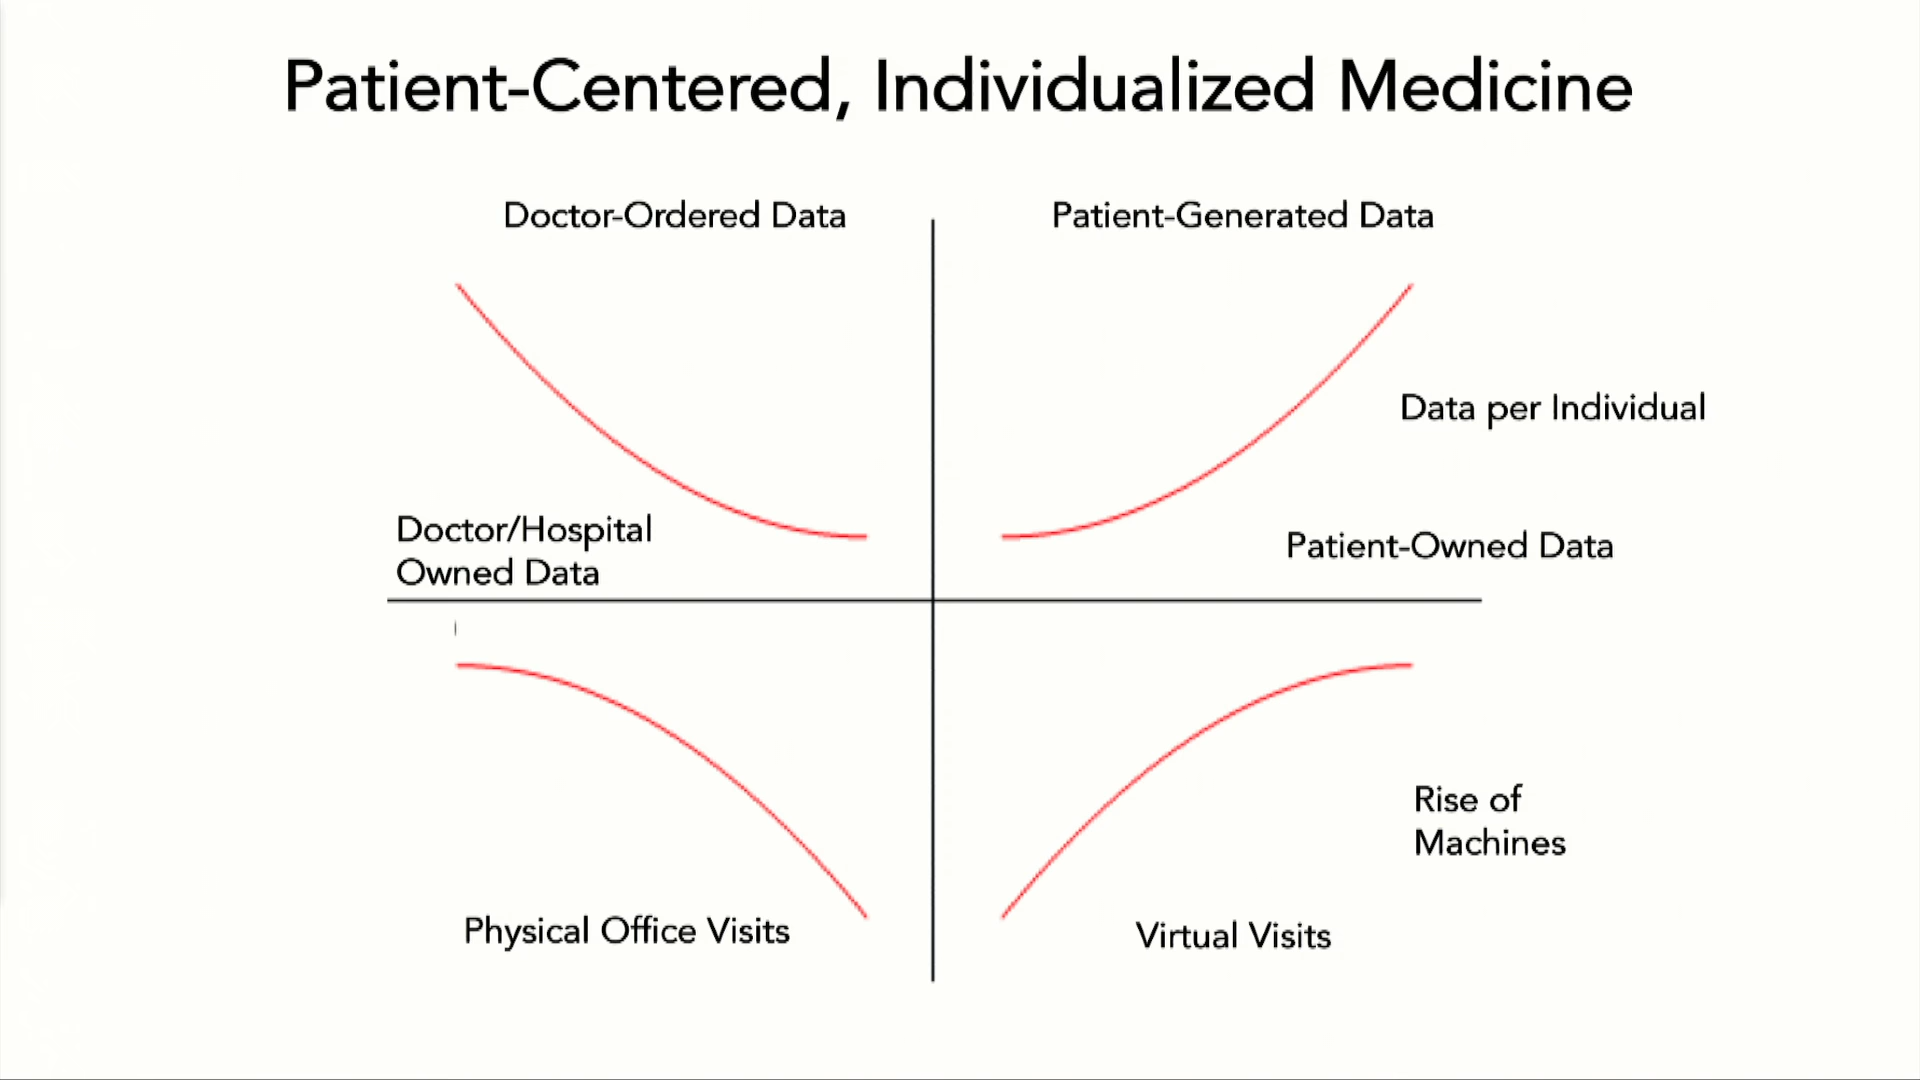 Patient-Centered, Individualized Medicine
Doctor-Ordered Data
Patient-Generated Data
Data per Individual
Doctor/Hospital
Owned Data
Patient-Owned Data
Rise of
Machines
Physical Office Visits
Virtual Visits